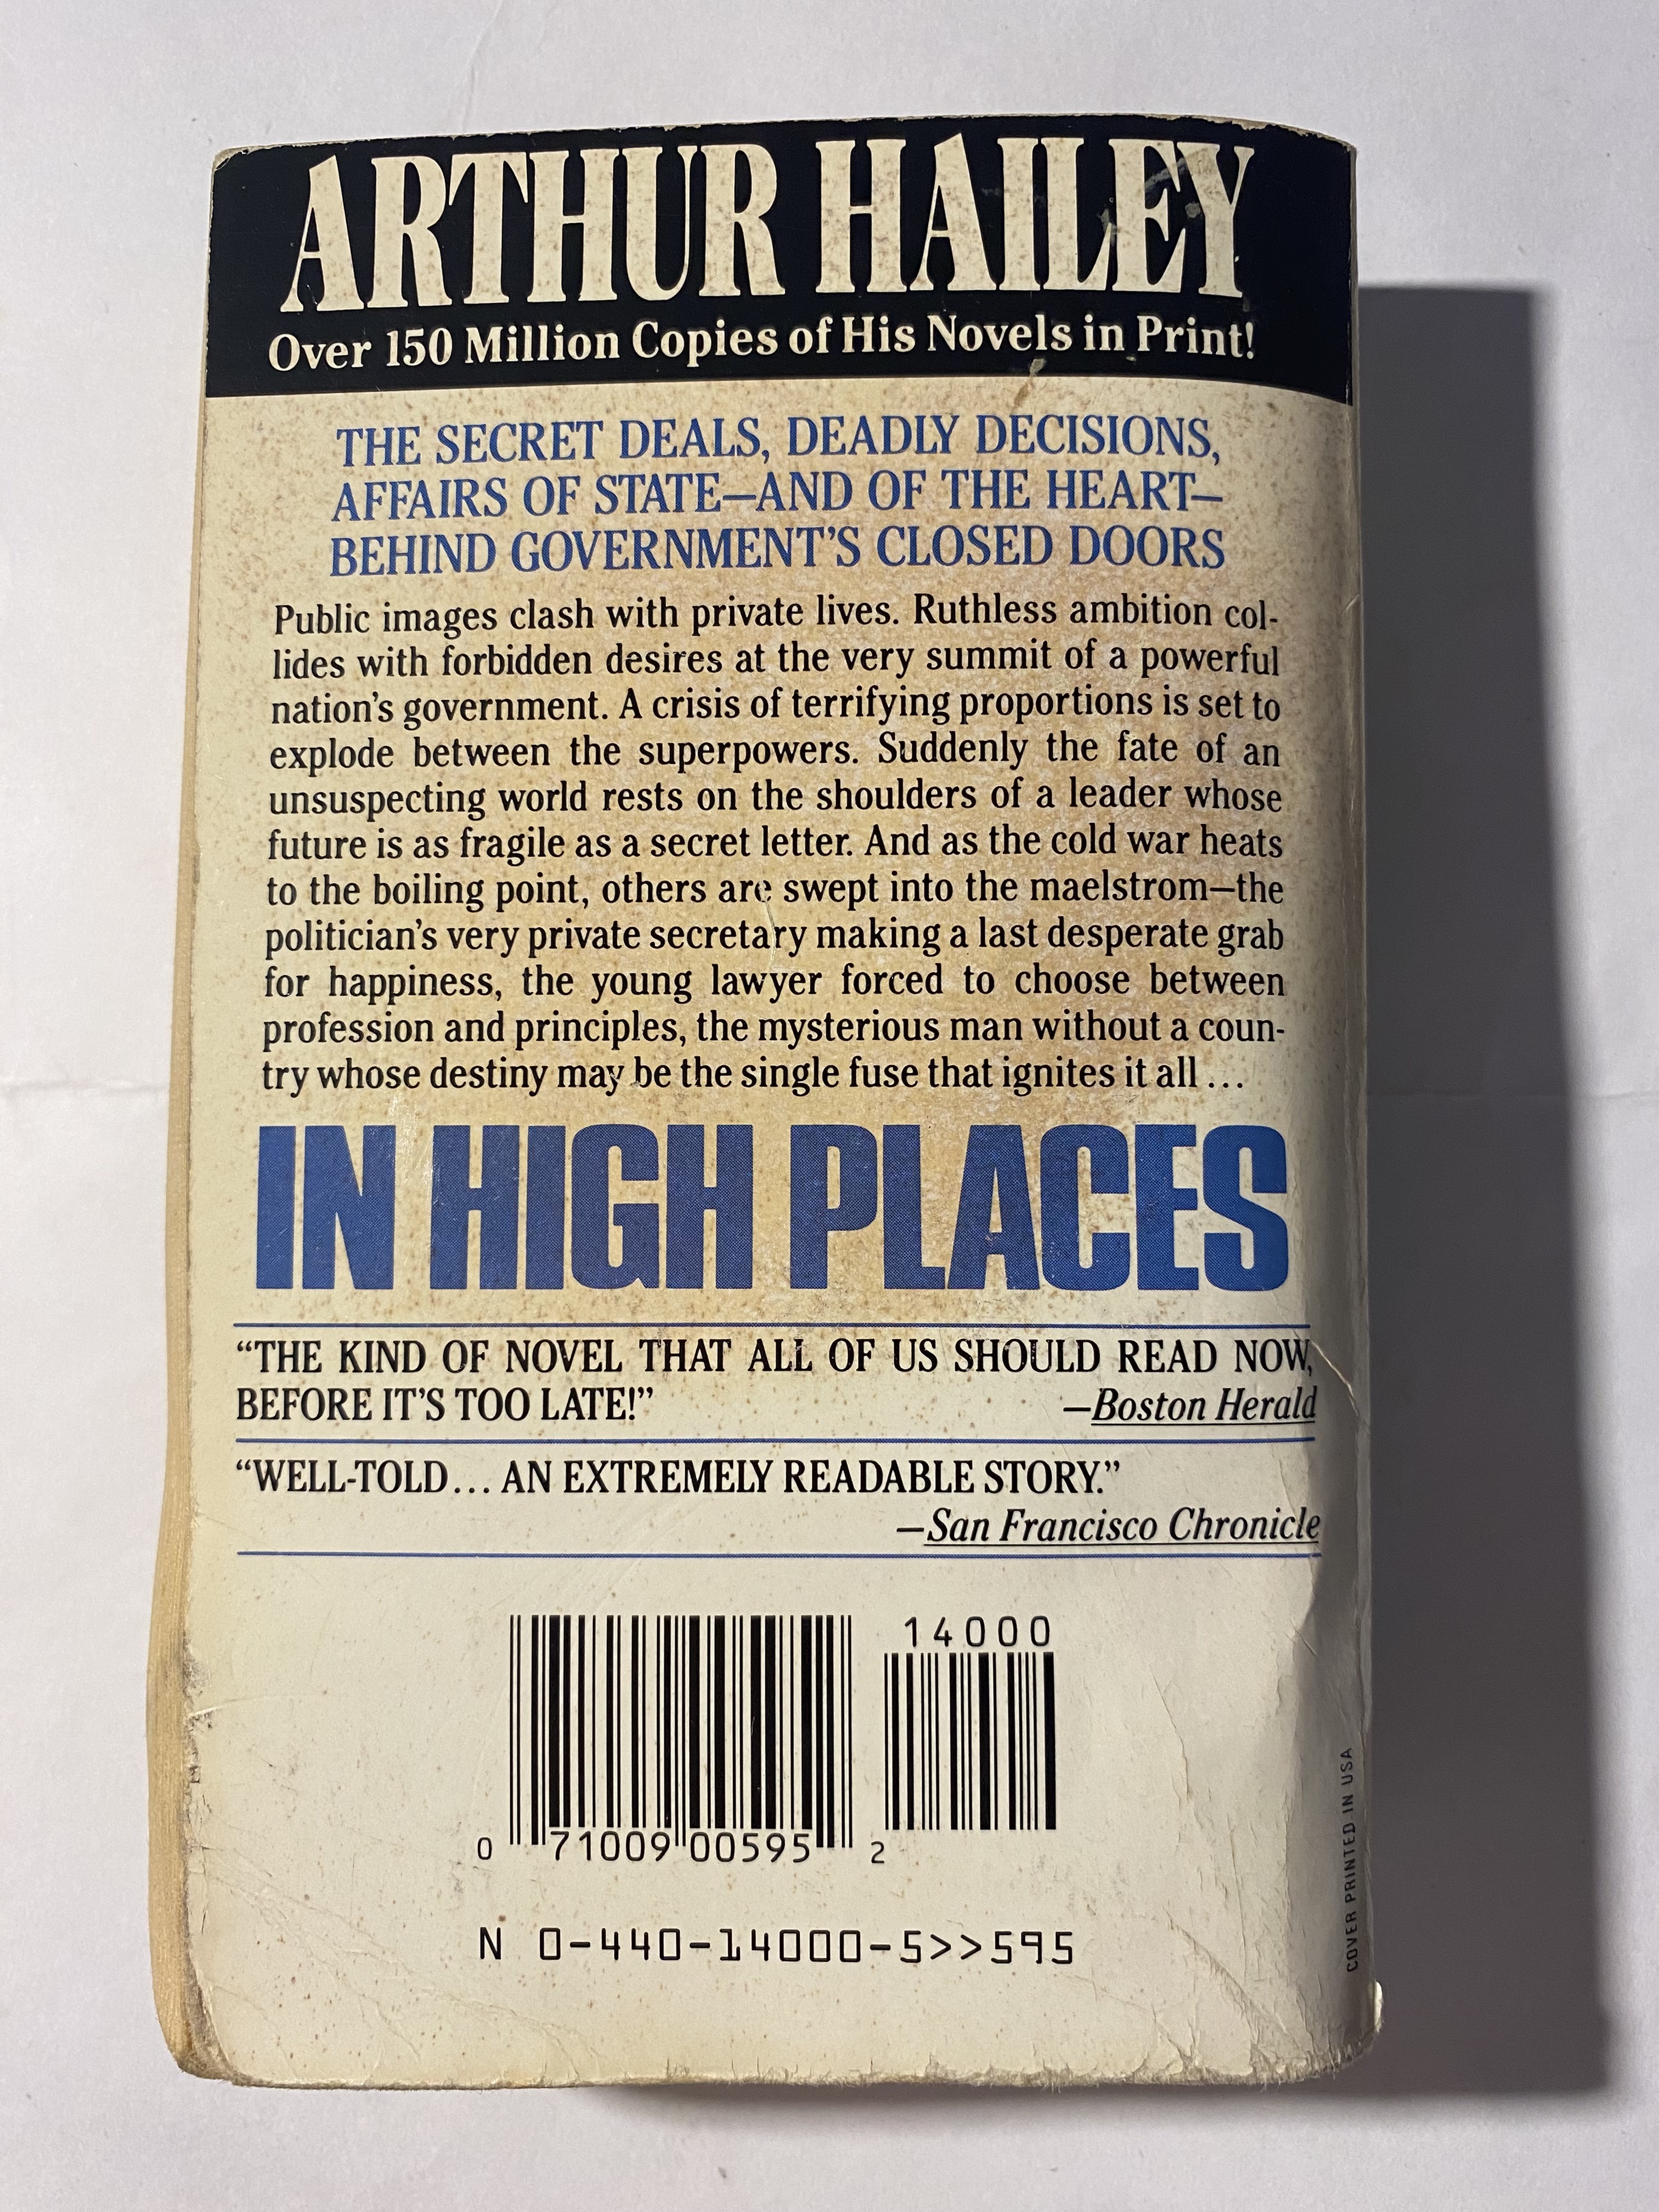 ARTHUR HAILEY
Over 150 Million Copies of His Novels in Print!
THE SECRET DEALS, DEADLY DECISIONS,
AFFAIRS OF STATE—AND OF THE HEART—
BEHIND GOVERNMENT'S CLOSED DOORS
Public images clash with private lives. Ruthless ambition col-
lides with forbidden desires at the very summit of a powerful
nation's government. A crisis of terrifying proportions is set to
explode between the superpowers. Suddenly the fate of an
unsuspecting world rests on the shoulders of a leader whose
future is as fragile as a secret letter. And as the cold war heats
to the boiling point, others are swept into the maelstrom—the
politician's very private secretary making a last desperate grab
for happiness, the young lawyer forced to choose between
profession and principles, the mysterious man without a coun-
try whose destiny may be the single fuse that ignites it all ...
IN HIGH PLACES
“THE KIND OF NOVEL THAT ALL OF US SHOULD READ NOW,
BEFORE IT'S TOO LATE!” —Boston Herald
“WELL-TOLD... AN EXTREMELY READABLE STORY.”
—San Francisco Chronicle
14000
0 71009 00595 2
N 0-440-14000-5>>595
COVER PRINTED IN USA